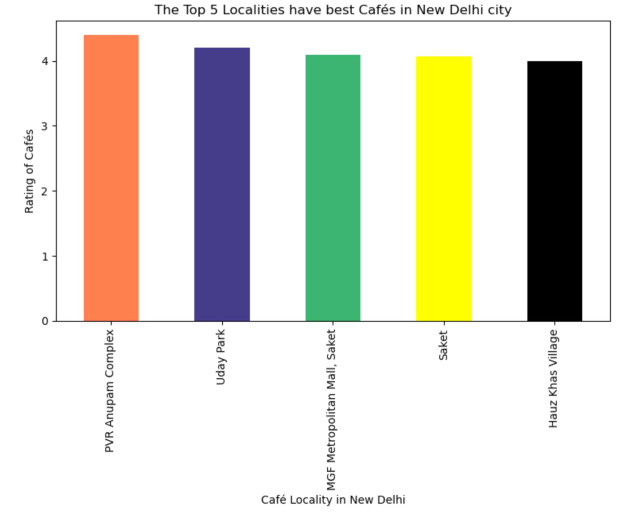 The Top 5 Localities have best Cafés in New Delhi city
Rating of Cafés
4
3
2
1
0
PVR Anupam Complex
Uday Park
MGF Metropolitan Mall, Saket
Saket
Hauz Khas Village
Café Locality in New Delhi